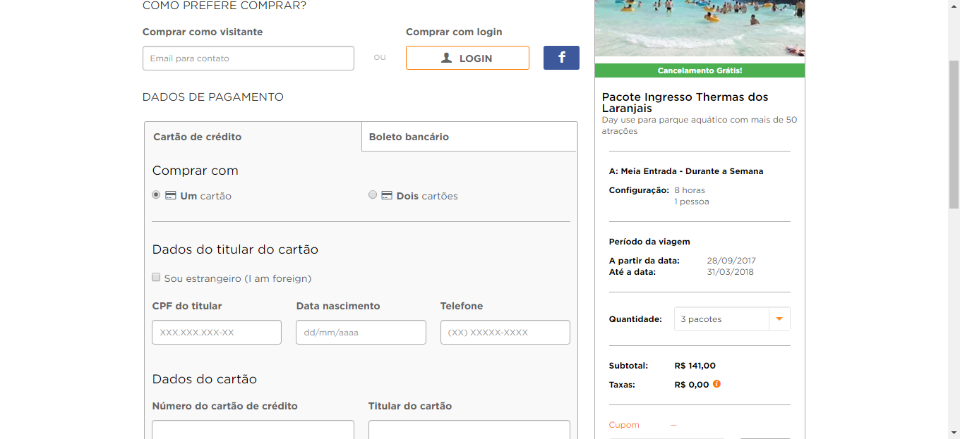 COMO PREFERE COMPRAR?
Comprar como visitante
Email para contato
ou
Comprar com login
LOGIN
f
DADOS DE PAGAMENTO
Cartão de crédito
Boleto bancário
Comprar com
Um cartão
Dois cartões
Dados do titular do cartão
Sou estrangeiro (I am foreign)
CPF do titular
Data nascimento
Telefone
XXX.XXX.XXX-XX
dd/mm/aaaa
(XX) XXXXX-XXXX
Dados do cartão
Número do cartão de crédito
Titular do cartão
Cancelamento Grátis!
Pacote Ingresso Thermas dos
Laranjais
Day use para parque aquático com mais de 50
atrações
A: Meia Entrada - Durante a Semana
Configuração: 8 horas
1 pessoa
Período da viagem
A partir da data: 28/09/2017
Até a data: 31/03/2018
Quantidade: 3 pacotes
Subtotal: R$ 141,00
Taxas: R$ 0,00
Cupom —